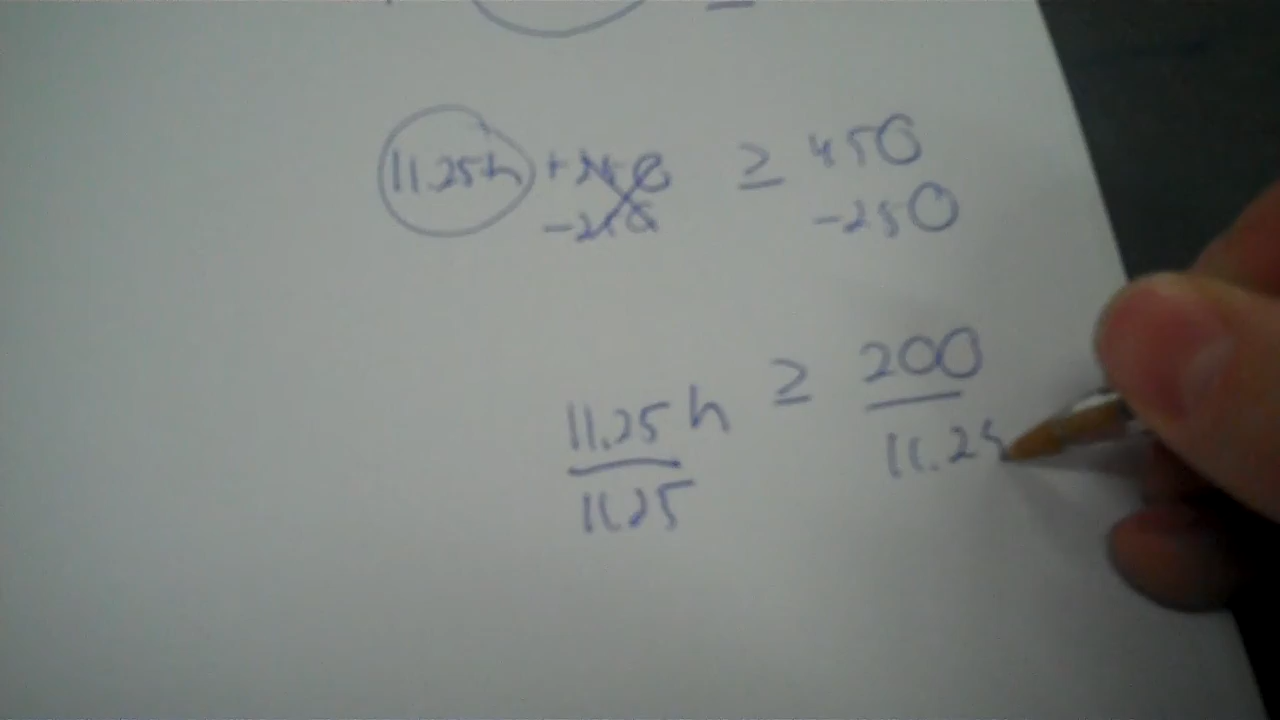 11.25h + 250 ≥ 450
-250 -250
11.25h ≥ 200
11.25 11.25